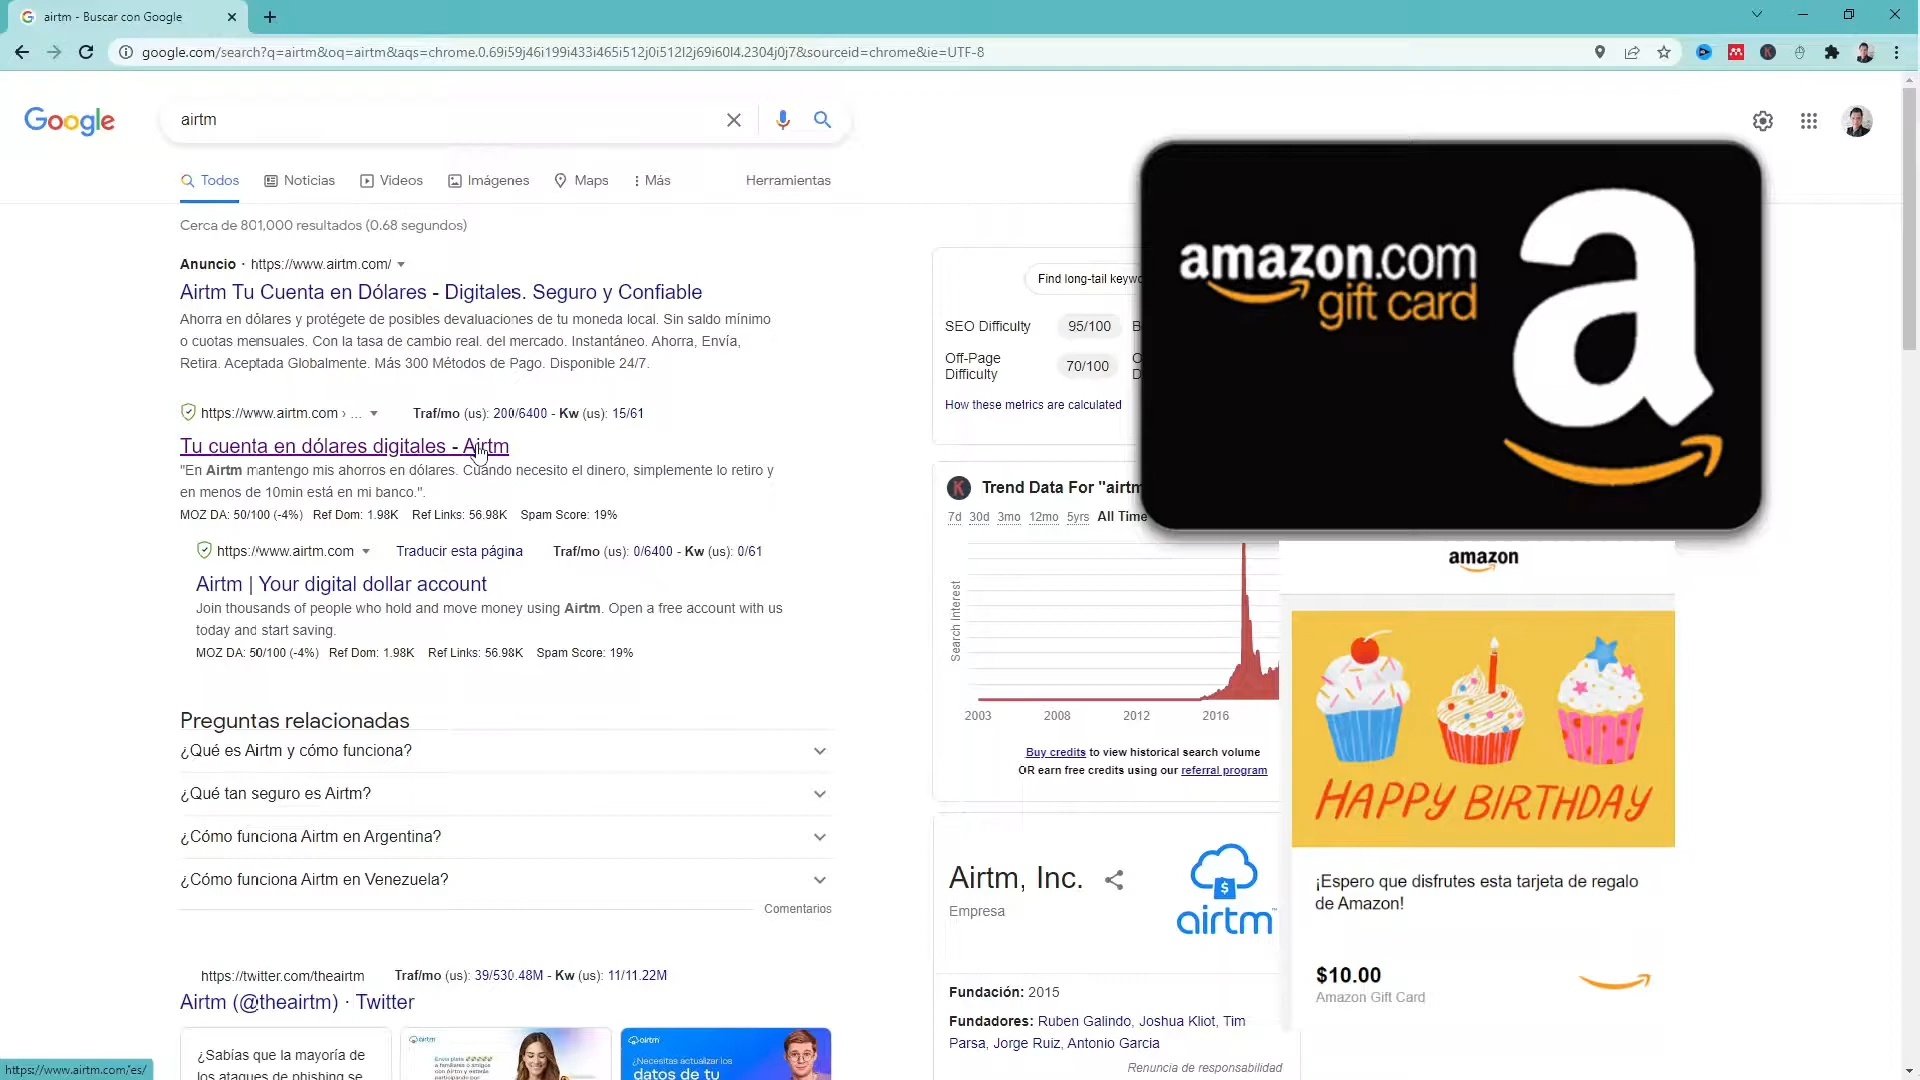 airtm - Buscar con Google
google.com/search?q=airtm&oq=airtm&aqs=chrome.0.69i59j46i199i433i465i512j0i512l2j69i60l4.2304j0j7&sourceid=chrome&ie=UTF-8
Google
airtm
Todos
Noticias
Videos
Imágenes
Maps
Más
Herramientas
Cerca de 801,000 resultados (0.68 segundos)
Anuncio · https://www.airtm.com/
Airtm Tu Cuenta en Dólares - Digitales. Seguro y Confiable
Ahorra en dólares y protégete de posibles devaluaciones de tu moneda local. Sin saldo mínimo
o cuotas mensuales. Con la tasa de cambio real. del mercado. Instantáneo. Ahorra, Envía,
Retira. Aceptada Globalmente. Más 300 Métodos de Pago. Disponible 24/7.
https://www.airtm.com › ... Traf/mo (us): 200/6400 - Kw (us): 15/61
Tu cuenta en dólares digitales - Airtm
"En Airtm mantengo mis ahorros en dólares. Cuando necesito el dinero, simplemente lo retiro y
en menos de 10min está en mi banco.".
MOZ DA: 50/100 (-4%) Ref Dom: 1.98K Ref Links: 56.98K Spam Score: 19%
https://www.airtm.com Traducir esta página Traf/mo (us): 0/6400 - Kw (us): 0/61
Airtm | Your digital dollar account
Join thousands of people who hold and move money using Airtm. Open a free account with us
today and start saving.
MOZ DA: 50/100 (-4%) Ref Dom: 1.98K Ref Links: 56.98K Spam Score: 19%
Preguntas relacionadas
¿Qué es Airtm y cómo funciona?
¿Qué tan seguro es Airtm?
¿Cómo funciona Airtm en Argentina?
¿Cómo funciona Airtm en Venezuela?
Comentarios
https://twitter.com/theairtm Traf/mo (us): 39/530.48M - Kw (us): 11/11.22M
Airtm (@theairtm) · Twitter
¿Sabías que la mayoría de
los ataques de phishing se
airtm
airtm
¿Necesitas actualizar los
datos de tu
https://www.airtm.com/es/
Find long-tail keyw
SEO Difficulty 95/100
Off-Page
Difficulty
70/100
How these metrics are calculated
K
Trend Data For "airtm
7d 30d 3mo 12mo 5yrs All Time
Search Interest
2003 2008 2012 2016
Buy credits to view historical search volume
OR earn free credits using our referral program
Airtm, Inc.
Empresa
$
airtm
Fundación: 2015
Fundadores: Ruben Galindo, Joshua Kliot, Tim
Parsa, Jorge Ruiz, Antonio Garcia
Renuncia de responsabilidad
amazon.com
gift card
a
amazon
HAPPY BIRTHDAY
¡Espero que disfrutes esta tarjeta de regalo
de Amazon!
$10.00
Amazon Gift Card